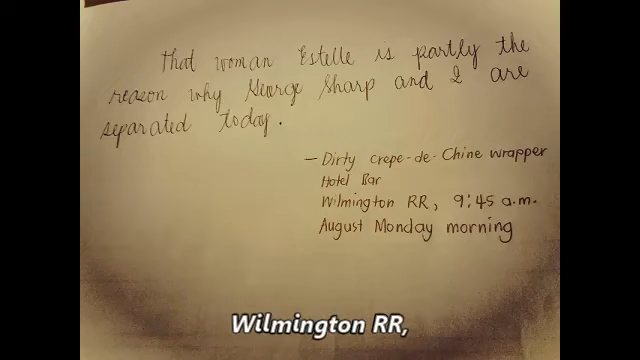 That woman Estelle is partly the
reason why George Sharp and I are
separated today.
– Dirty crepe-de-Chine wrapper
Hotel Bar
Wilmington RR, 9:45 a.m.
August Monday morning
Wilmington RR,